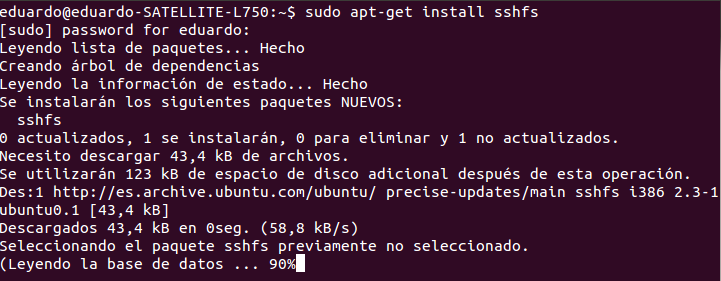 eduardo@eduardo-SATELLITE-L750:~$ sudo apt-get install sshfs
[sudo] password for eduardo:
Leyendo lista de paquetes... Hecho
Creando árbol de dependencias
Leyendo la información de estado... Hecho
Se instalarán los siguientes paquetes NUEVOS:
  sshfs
0 actualizados, 1 se instalarán, 0 para eliminar y 1 no actualizados.
Necesito descargar 43,4 kB de archivos.
Se utilizarán 123 kB de espacio de disco adicional después de esta operación.
Des:1 http://es.archive.ubuntu.com/ubuntu/ precise-updates/main sshfs i386 2.3-1
ubuntu0.1 [43,4 kB]
Descargados 43,4 kB en 0seg. (58,8 kB/s)
Seleccionando el paquete sshfs previamente no seleccionado.
(Leyendo la base de datos ... 90%